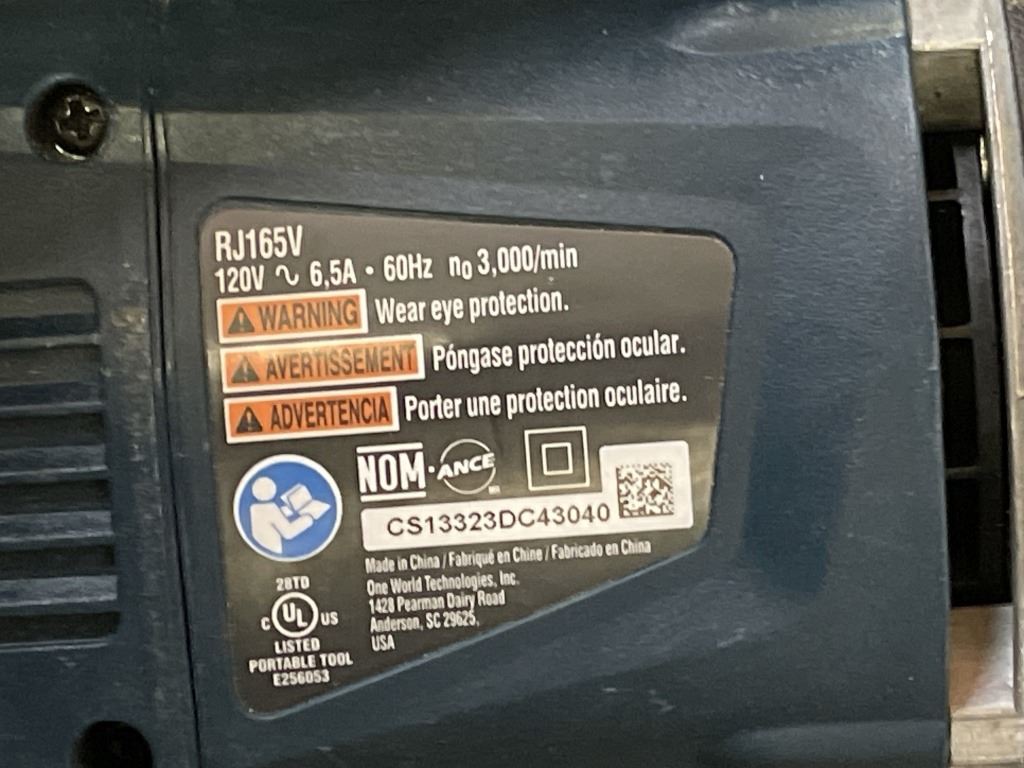 RJ165V
120V ∿ 6,5A • 60Hz no 3,000/min
WARNING Wear eye protection.
AVERTISSEMENT Póngase protección ocular.
ADVERTENCIA Porter une protection oculaire.
NOM·ANCE
CS13323DC43040
Made in China / Fabriqué en Chine / Fabricado en China
One World Technologies, Inc.
1428 Pearman Dairy Road
Anderson, SC 29625,
USA
28TD
C UL US
LISTED
PORTABLE TOOL
E256053